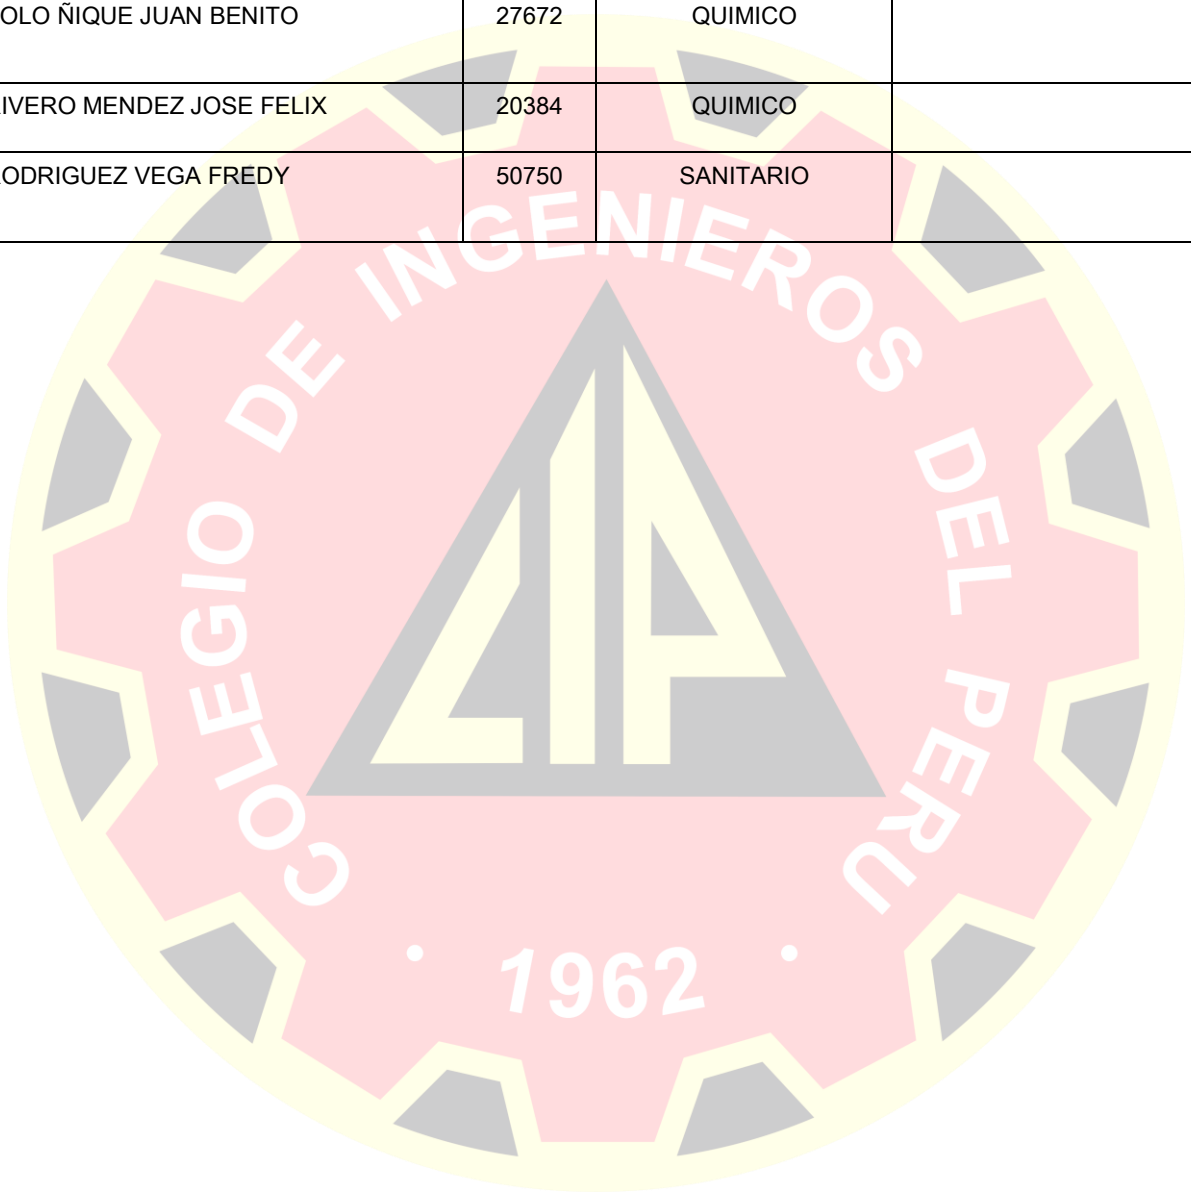 OLO ÑIQUE JUAN BENITO 27672 QUIMICO
IVERO MENDEZ JOSE FELIX 20384 QUIMICO
ODRIGUEZ VEGA FREDY 50750 SANITARIO
COLEGIO DE INGENIEROS DEL PERU
CIP
· 1962 ·